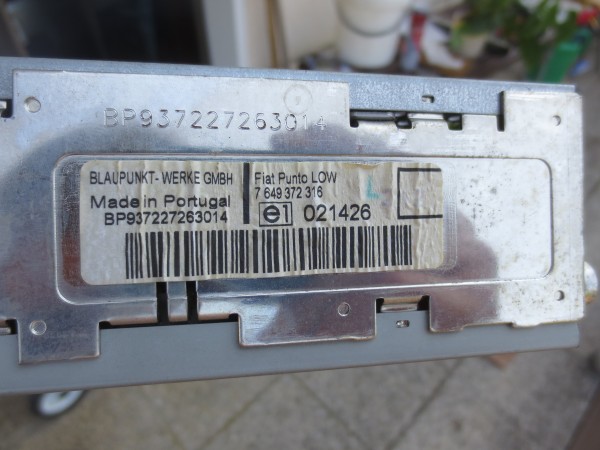 BP937227263014
BLAUPUNKT-WERKE GMBH
Made in Portugal
BP937227263014
Fiat Punto LOW
7 649 372 316
e1 021426
L